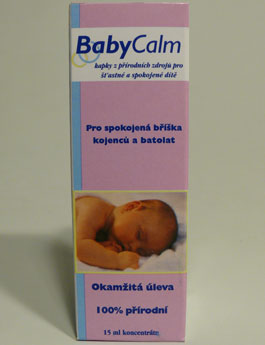 BabyCalm
kapky z přírodních zdrojů pro
šťastné a spokojené dítě
Pro spokojená bříška
kojenců a batolat
Okamžitá úleva
100% přírodní
15 ml koncentrátu